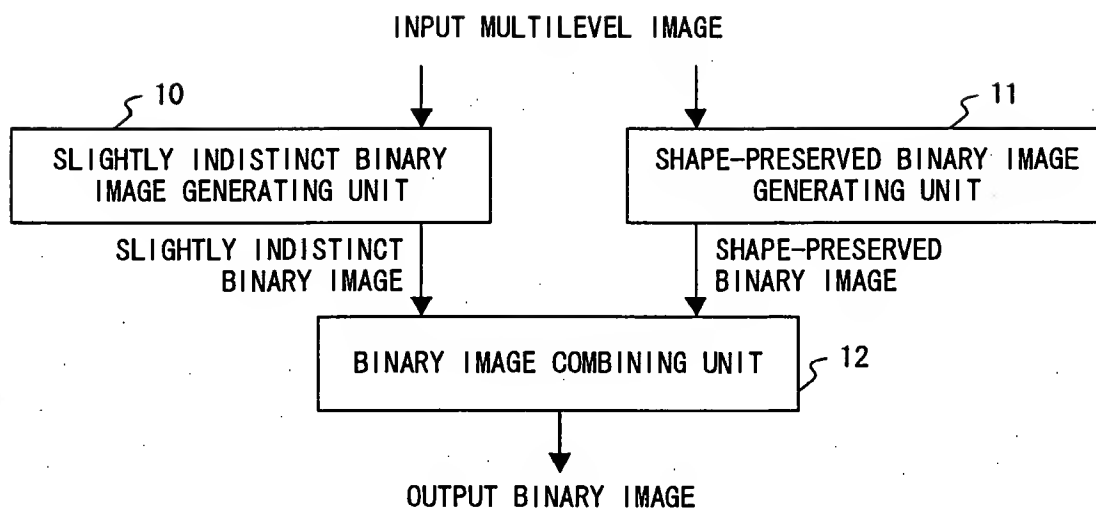 INPUT MULTILEVEL IMAGE
10
11
SLIGHTLY INDISTINCT BINARY
IMAGE GENERATING UNIT
SHAPE-PRESERVED BINARY IMAGE
GENERATING UNIT
SLIGHTLY INDISTINCT
BINARY IMAGE
SHAPE-PRESERVED
BINARY IMAGE
BINARY IMAGE COMBINING UNIT
12
OUTPUT BINARY IMAGE